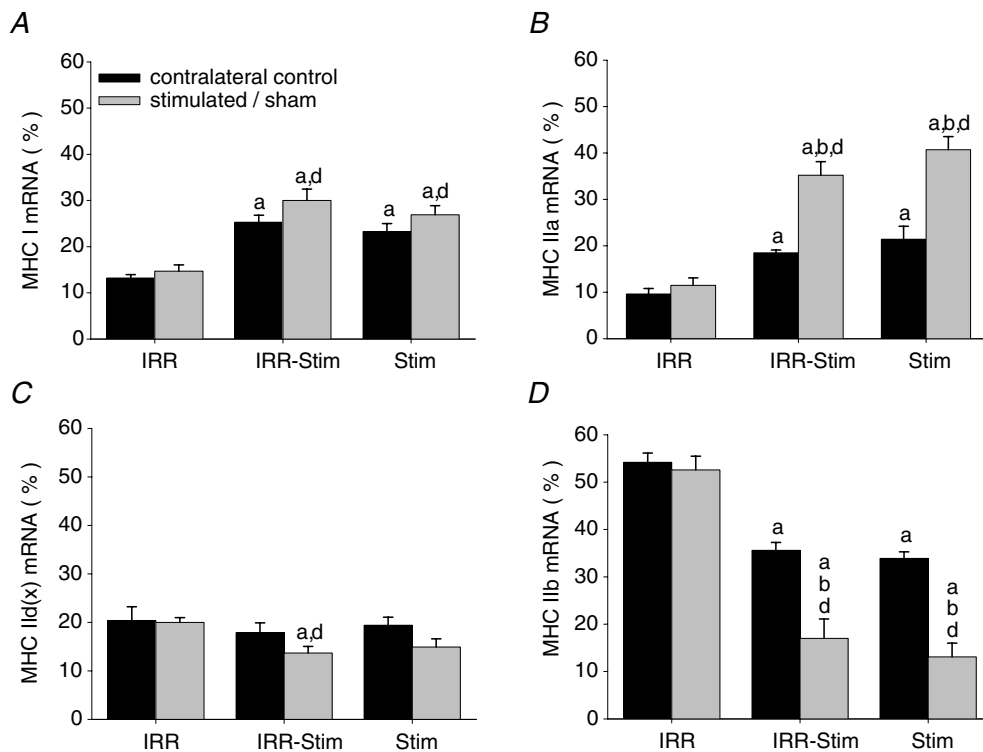 A
MHC I mRNA ( % )
60
50
40
30
20
10
0
contralateral control
stimulated / sham
a
a,d
a
a,d
IRR
IRR-Stim
Stim
B
MHC IIa mRNA ( % )
60
50
40
30
20
10
0
a
a,b,d
a
a,b,d
IRR
IRR-Stim
Stim
C
MHC IId(x) mRNA ( % )
60
50
40
30
20
10
0
a,d
IRR
IRR-Stim
Stim
D
MHC IIb mRNA ( % )
60
50
40
30
20
10
0
a
a
b
d
a
a
b
d
IRR
IRR-Stim
Stim